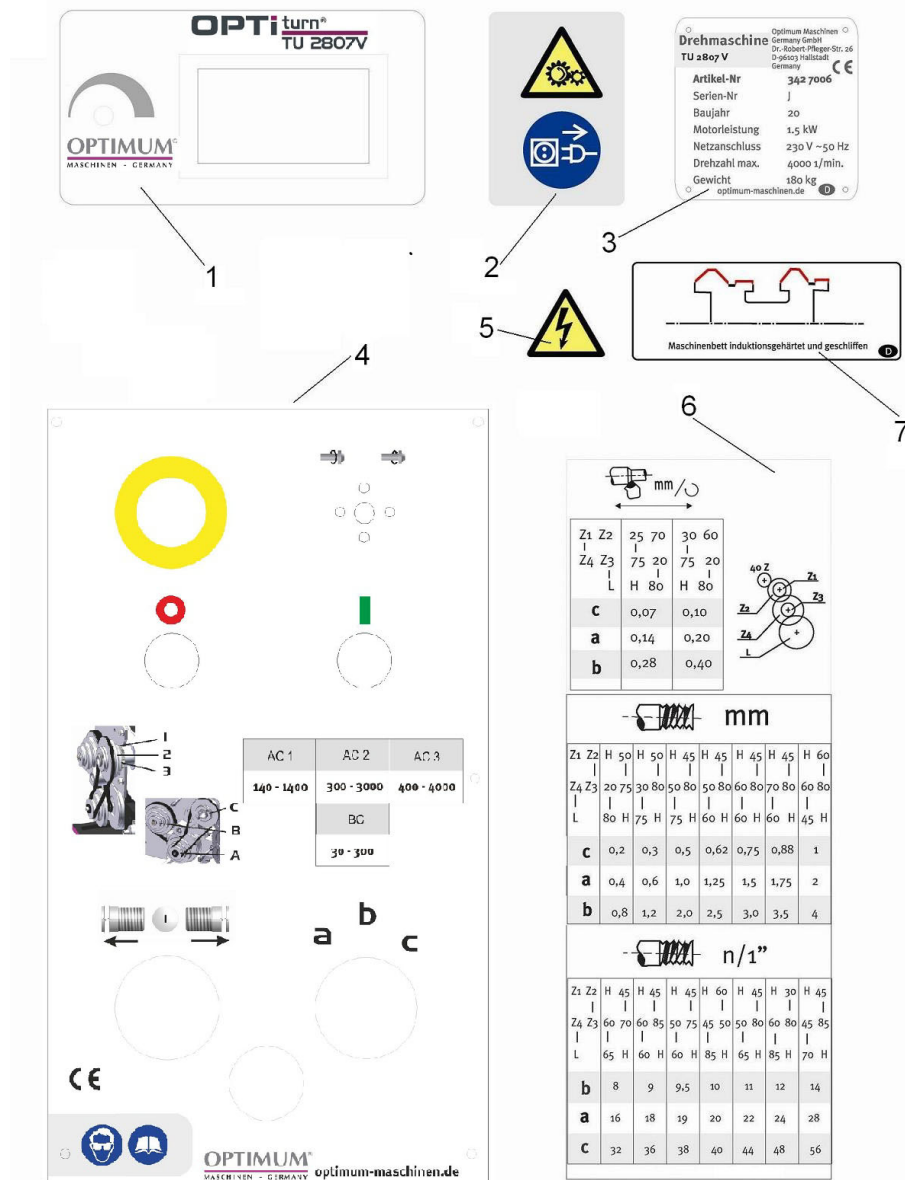 OPTi turn®
TU 2807V
OPTIMUM®
MASCHINEN - GERMANY
1
2
Drehmaschine
TU 2807 V
Optimum Maschinen
Germany GmbH
Dr.-Robert-Pfleger-Str. 26
D-96103 Hallstadt
Germany
CE
Artikel-Nr 342 7006
Serien-Nr J
Baujahr 20
Motorleistung 1.5 kW
Netzanschluss 230 V ~50 Hz
Drehzahl max. 4000 1/min.
Gewicht 180 kg
optimum-maschinen.de D
3
5
Maschinenbett induktionsgehärtet und geschliffen D
7
4
1
2
3
C
B
A
AC 1 AC 2 AC 3
140 - 1400 300 - 3000 400 - 4000
BC
30 - 300
I
a b c
CE
OPTIMUM®
MASCHINEN - GERMANY optimum-maschinen.de
6
mm/
Z1 Z2 25 70 30 60
Z4 Z3 75 20 75 20
L H 80 H 80
c 0,07 0,10
a 0,14 0,20
b 0,28 0,40
40 Z
Z1
Z2
Z3
Z4
L
mm
Z1 Z2 H 50 H 50 H 45 H 45 H 45 H 45 H 60
Z4 Z3 20 75 30 80 50 80 50 80 60 80 70 80 60 80
L 80 H 75 H 75 H 60 H 60 H 60 H 45 H
c 0,2 0,3 0,5 0,62 0,75 0,88 1
a 0,4 0,6 1,0 1,25 1,5 1,75 2
b 0,8 1,2 2,0 2,5 3,0 3,5 4
n/1”
Z1 Z2 H 45 H 45 H 45 H 60 H 45 H 30 H 45
Z4 Z3 60 70 60 85 50 75 45 50 50 80 60 80 45 85
L 65 H 60 H 60 H 85 H 65 H 85 H 70 H
b 8 9 9,5 10 11 12 14
a 16 18 19 20 22 24 28
c 32 36 38 40 44 48 56